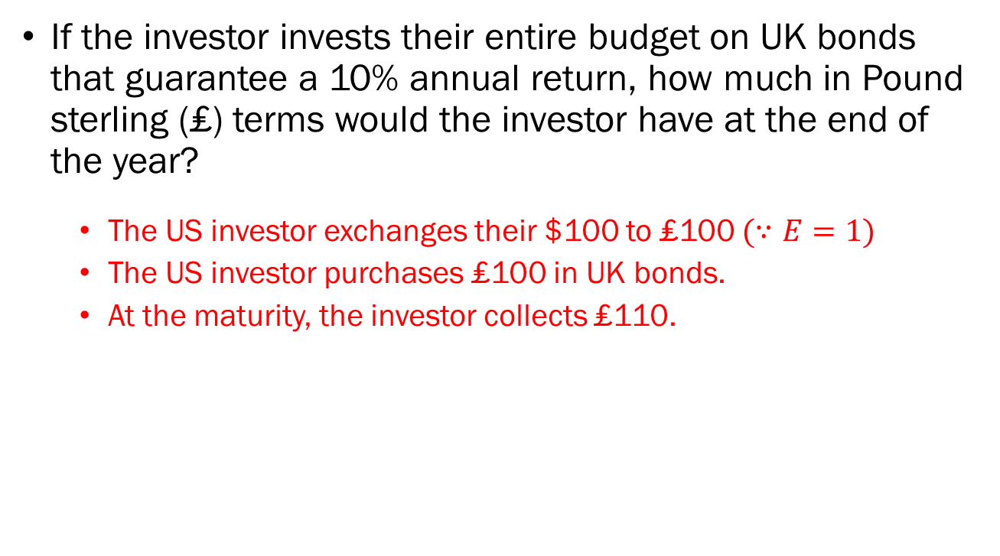 • If the investor invests their entire budget on UK bonds
that guarantee a 10% annual return, how much in Pound
sterling (£) terms would the investor have at the end of
the year?
• The US investor exchanges their $100 to £100 (∵ E = 1)
• The US investor purchases £100 in UK bonds.
• At the maturity, the investor collects £110.